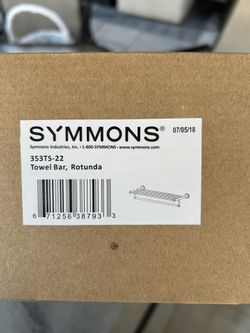 SYMMONS®
07/05/18
Symmons Industries, Inc. • 1-800-SYMMONS • www.symmons.com
353TS-22
Towel Bar, Rotunda
6 71256 38793 3